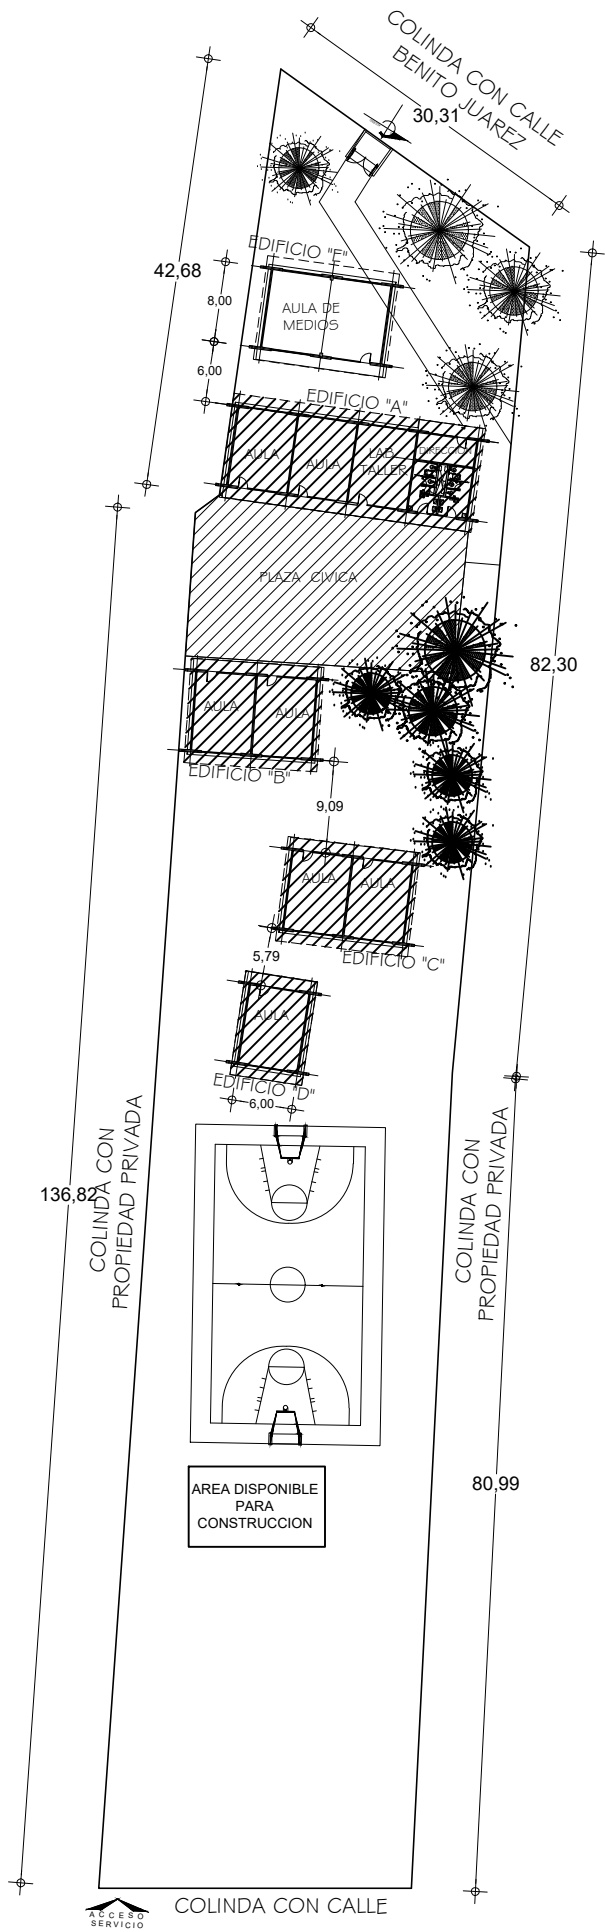 COLINDA CON CALLE
BENITO JUAREZ
30,31
42,68
EDIFICIO "E"
8,00
AULA DE
MEDIOS
6,00
EDIFICIO "A"
AULA
AULA
LAB.
TALLER
DIRECCION
PLAZA CIVICA
82,30
AULA
AULA
EDIFICIO "B"
9,09
AULA
AULA
EDIFICIO "C"
5,79
AULA
EDIFICIO "D"
6,00
136,82
COLINDA CON
PROPIEDAD PRIVADA
COLINDA CON
PROPIEDAD PRIVADA
80,99
AREA DISPONIBLE
PARA
CONSTRUCCION
ACCESO
SERVICIO
COLINDA CON CALLE